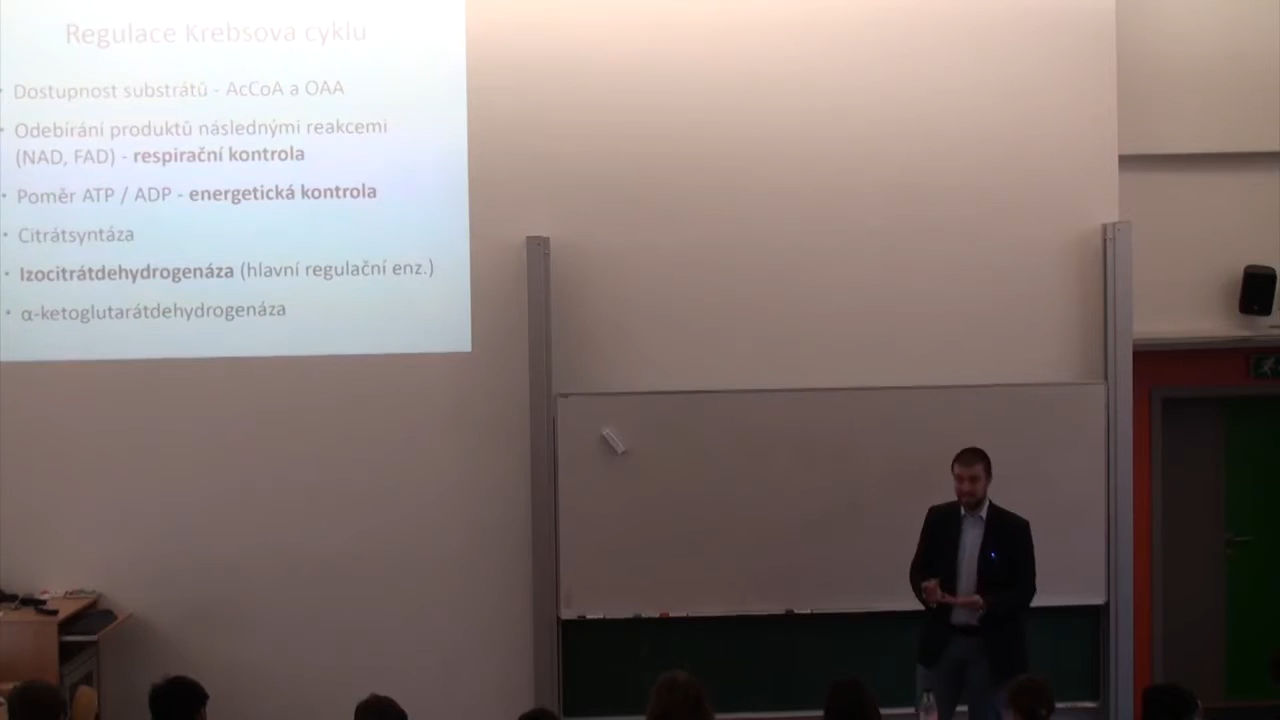 Regulace Krebsova cyklu
• Dostupnost substrátů - AcCoA a OAA
• Odebírání produktů následnými reakcemi
(NAD, FAD) - respirační kontrola
• Poměr ATP / ADP - energetická kontrola
• Citrátsyntáza
• Izocitrátdehydrogenáza (hlavní regulační enz.)
• α-ketoglutarátdehydrogenáza